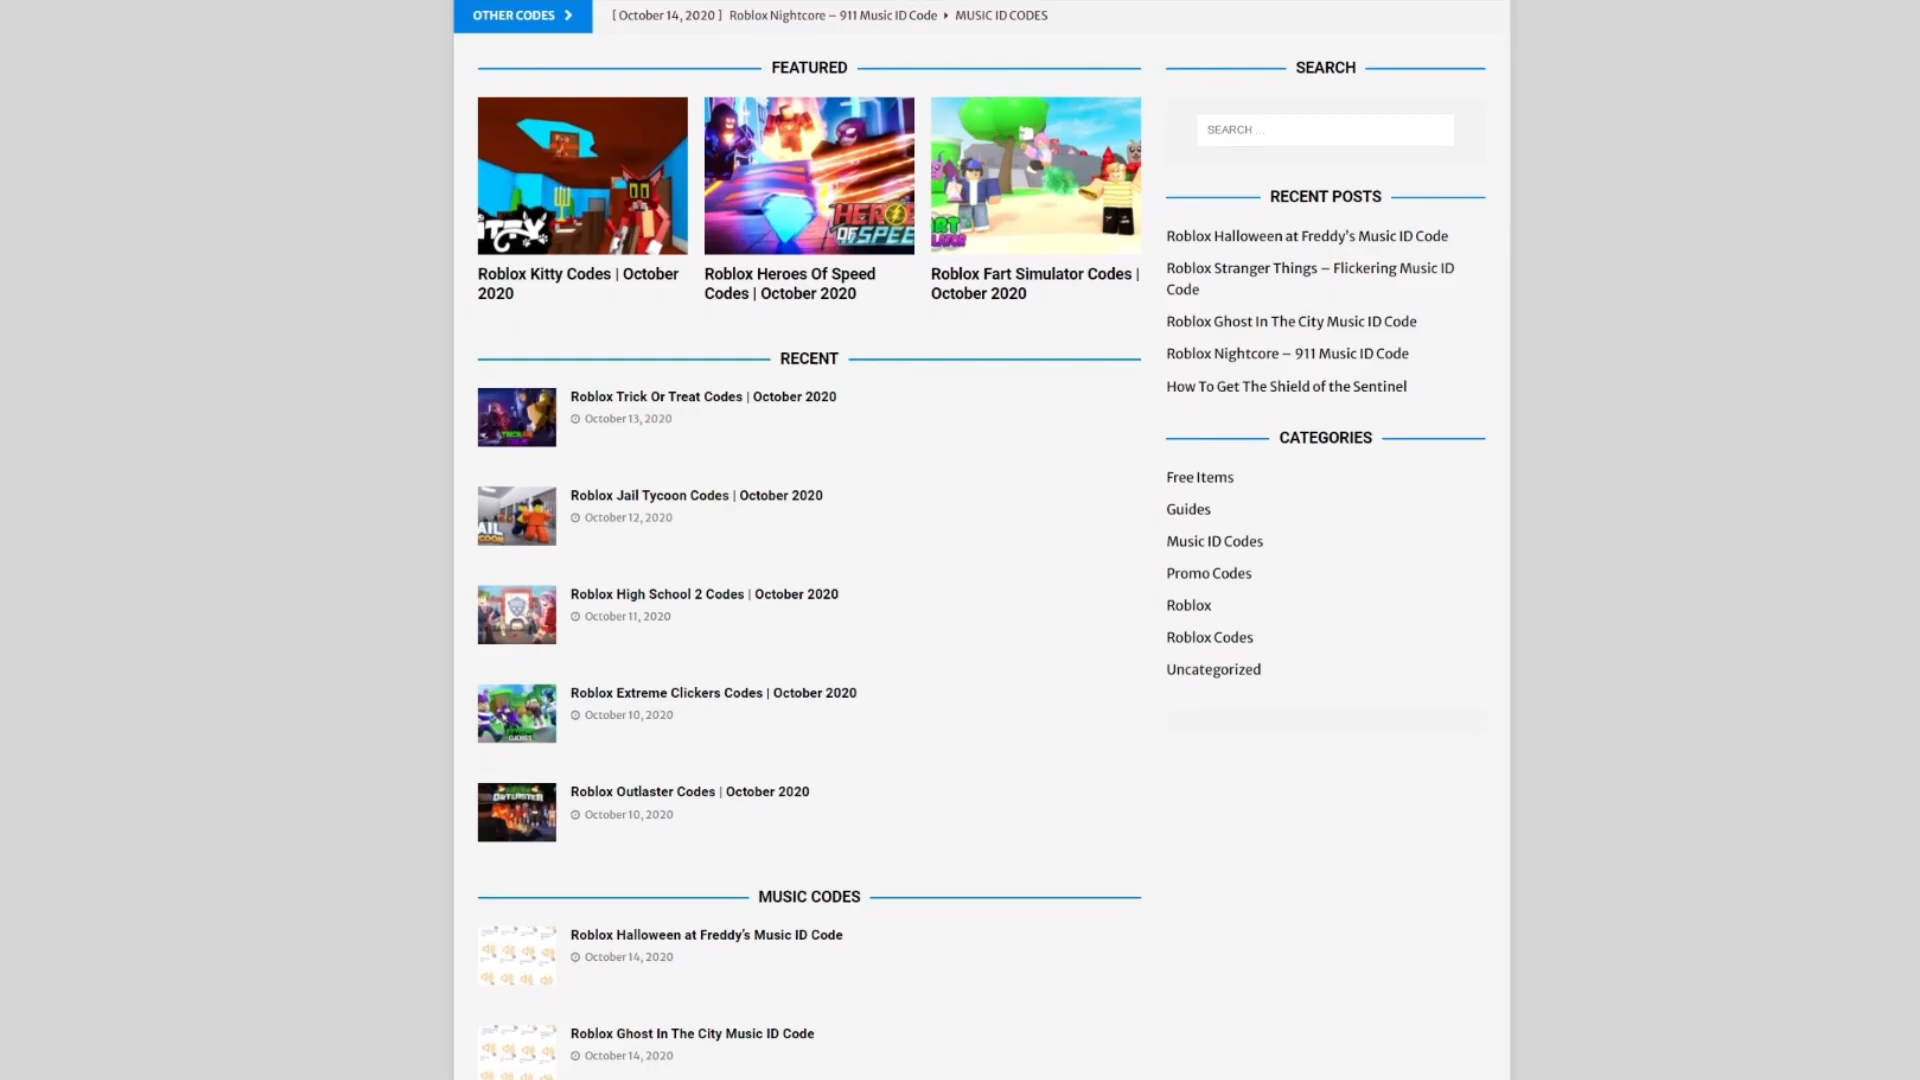 OTHER CODES
[ October 14, 2020 ] Roblox Nightcore – 911 Music ID Code MUSIC ID CODES
FEATURED
HEROES OF SPEE
Roblox Kitty Codes | October
2020
Roblox Heroes Of Speed
Codes | October 2020
Roblox Fart Simulator Codes |
October 2020
RECENT
Roblox Trick Or Treat Codes | October 2020
October 13, 2020
AIL
Roblox Jail Tycoon Codes | October 2020
October 12, 2020
Roblox High School 2 Codes | October 2020
October 11, 2020
Roblox Extreme Clickers Codes | October 2020
October 10, 2020
OUTLASTER
Roblox Outlaster Codes | October 2020
October 10, 2020
MUSIC CODES
Roblox Halloween at Freddy’s Music ID Code
October 14, 2020
Roblox Ghost In The City Music ID Code
October 14, 2020
SEARCH
SEARCH ...
RECENT POSTS
Roblox Halloween at Freddy’s Music ID Code
Roblox Stranger Things – Flickering Music ID
Code
Roblox Ghost In The City Music ID Code
Roblox Nightcore – 911 Music ID Code
How To Get The Shield of the Sentinel
CATEGORIES
Free Items
Guides
Music ID Codes
Promo Codes
Roblox
Roblox Codes
Uncategorized